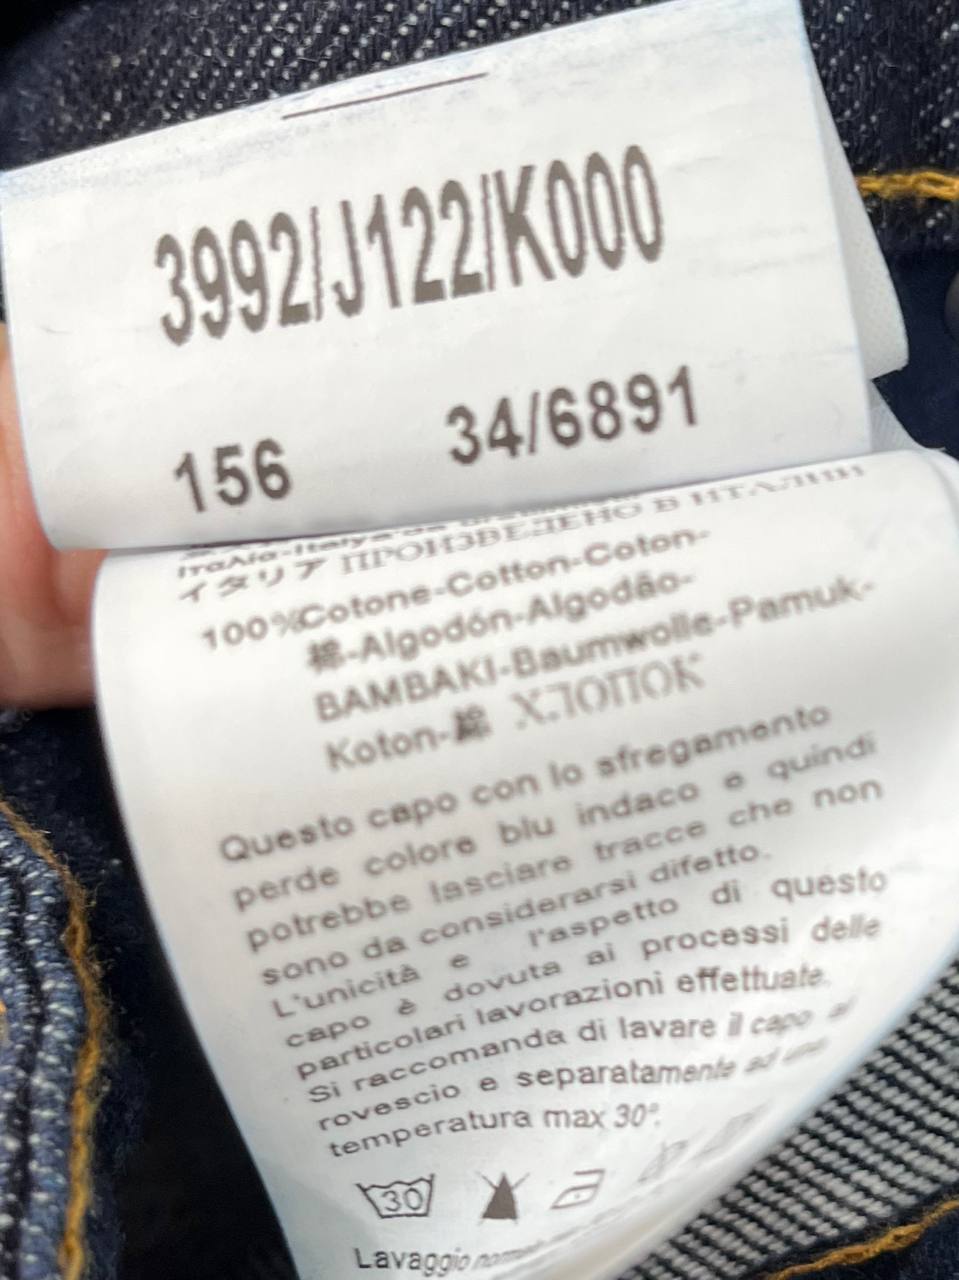 3992/J122/K000
156 34/6891
ПРОИЗВЕДЕНО В ИТАЛИИ
イタリア
100%Cotone-Cotton-Coton-
棉-Algodón-Algodão-
BAMBAKI-Baumwolle-Pamuk-
Koton-綿 ХЛОПОК
Questo capo con lo sfregamento
perde colore blu indaco e quindi
potrebbe lasciare tracce che non
sono da considerarsi difetto.
L'unicità e l'aspetto di questo
capo è dovuta ai processi delle
particolari lavorazioni effettuate.
Si raccomanda di lavare il capo al
rovescio e separatamente ad una
temperatura max 30°.
30
Lavaggio